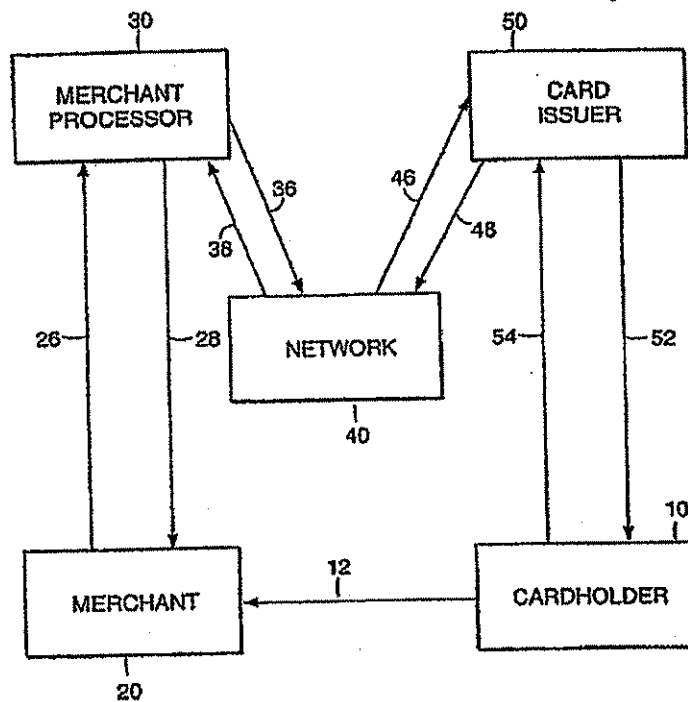 30
50
MERCHANT
PROCESSOR
CARD
ISSUER
36
46
38
48
26
28
NETWORK
54
52
40
10
12
MERCHANT
CARDHOLDER
20